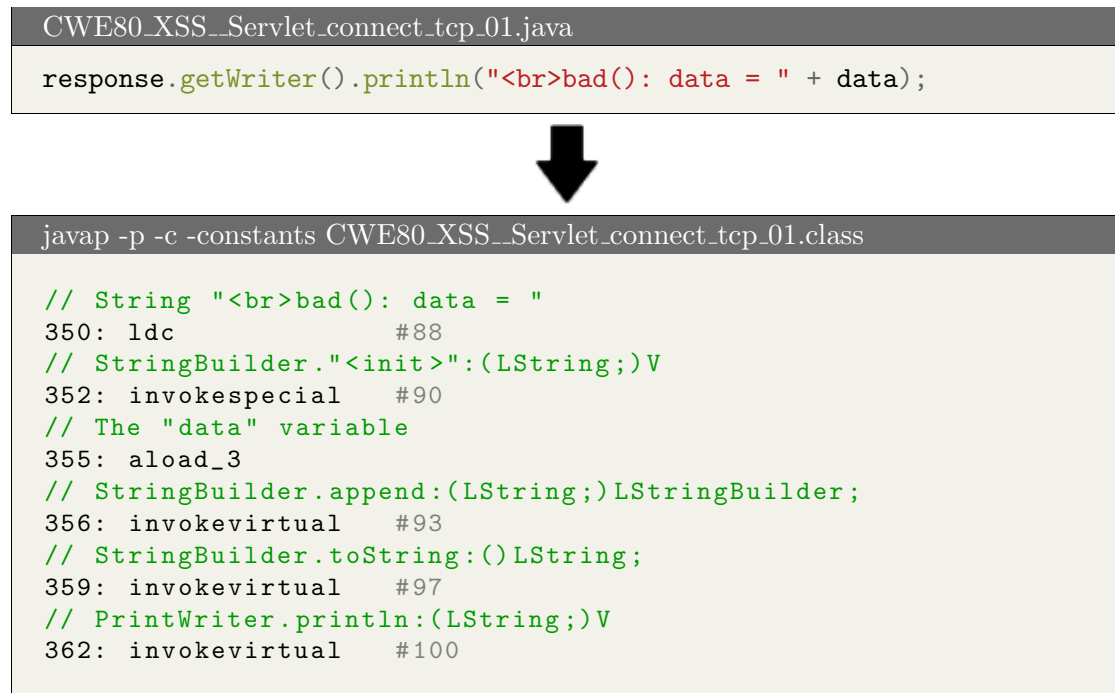 CWE80_XSS__Servlet_connect_tcp_01.java
response.getWriter().println("<br>bad(): data = " + data);
javap -p -c -constants CWE80_XSS__Servlet_connect_tcp_01.class
// String "<br>bad(): data = "
350: ldc #88
// StringBuilder."<init>":(LString;)V
352: invokespecial #90
// The "data" variable
355: aload_3
// StringBuilder.append:(LString;)LStringBuilder;
356: invokevirtual #93
// StringBuilder.toString:()LString;
359: invokevirtual #97
// PrintWriter.println:(LString;)V
362: invokevirtual #100